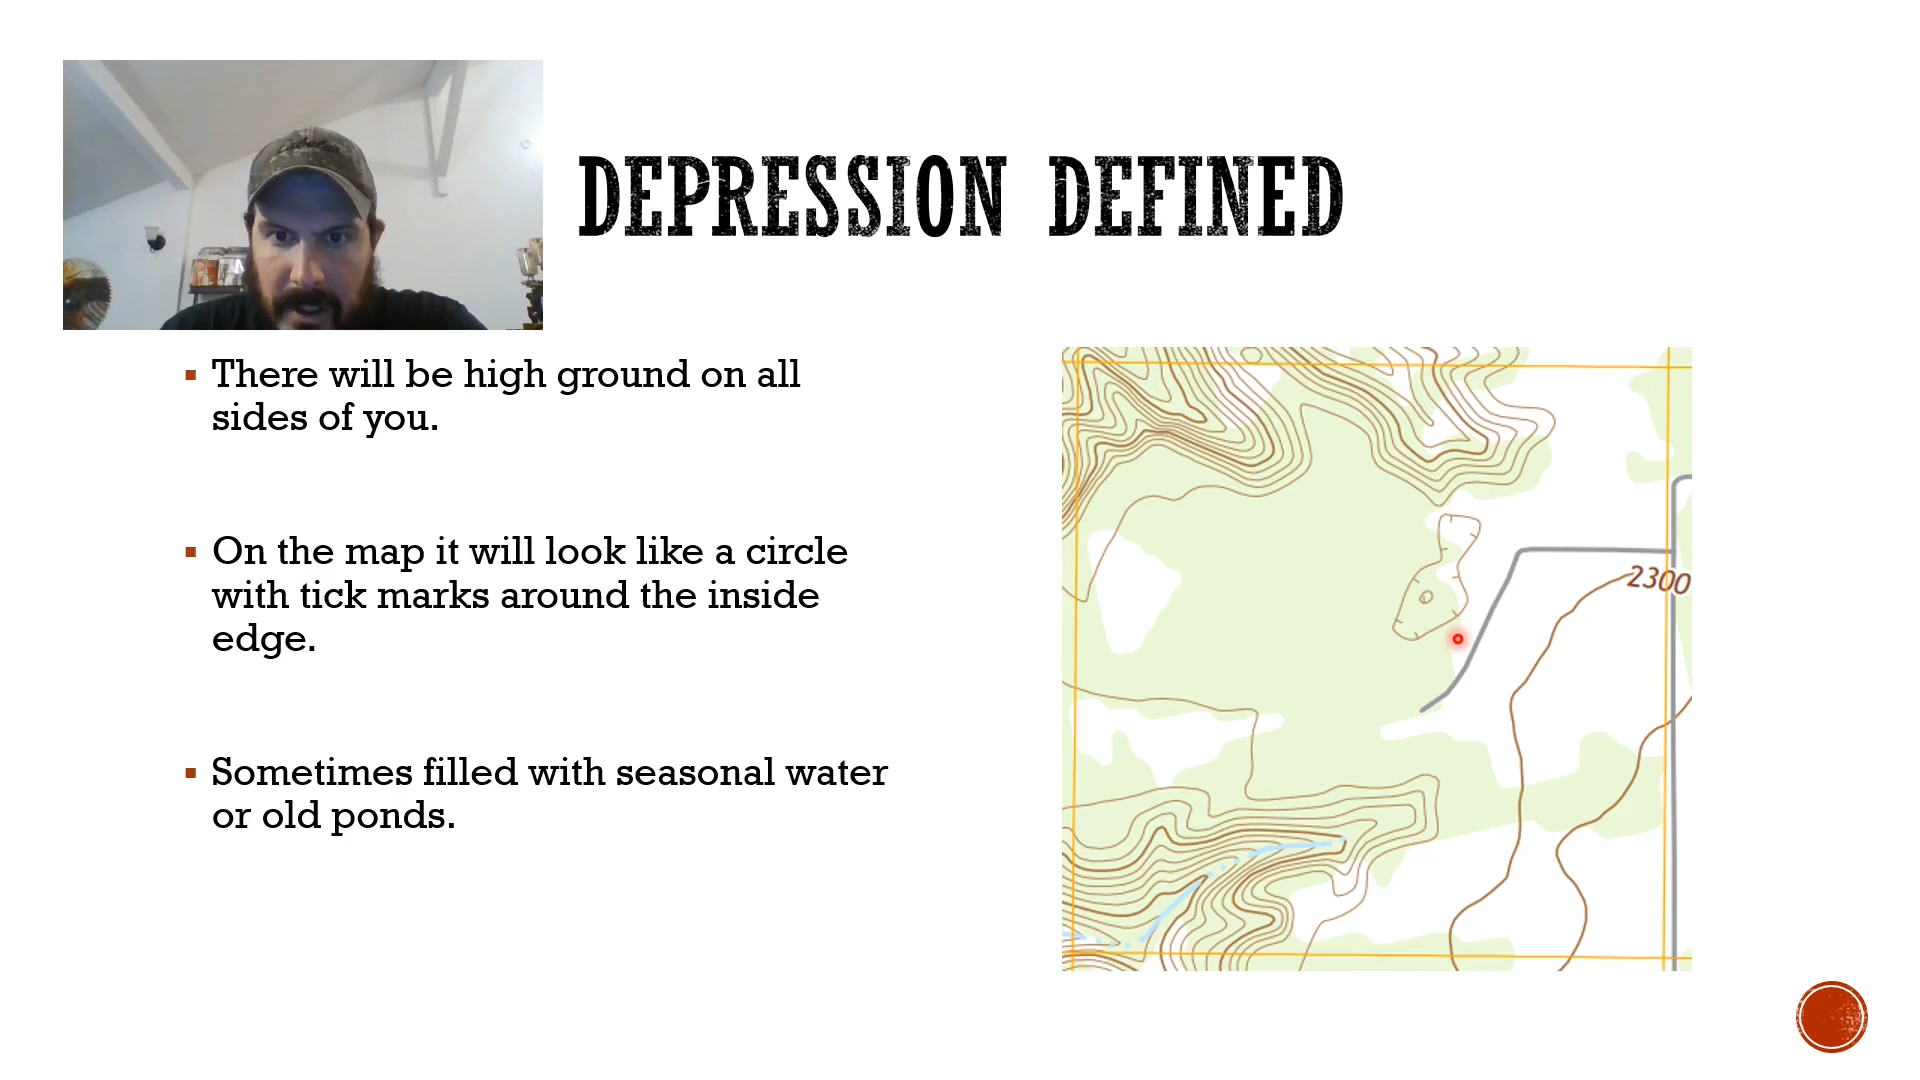 DEPRESSION DEFINED
There will be high ground on all
sides of you.
On the map it will look like a circle
with tick marks around the inside
edge.
Sometimes filled with seasonal water
or old ponds.
2300